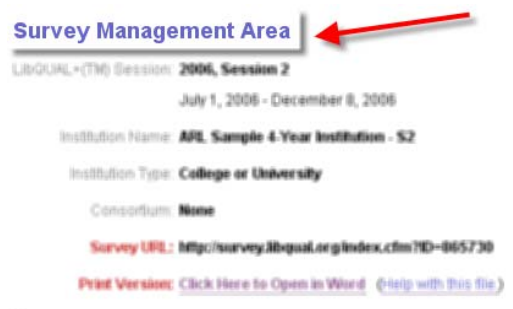 Survey Management Area
LibQUAL+(TM) Session: 2006, Session 2
July 1, 2006 - December 8, 2006
Institution Name: ARL Sample 4-Year Institution - S2
Institution Type: College or University
Consortium: None
Survey URL: http://survey.libqual.org/index.cfm?ID=865730
Print Version: Click Here to Open in Word (Help with this file)